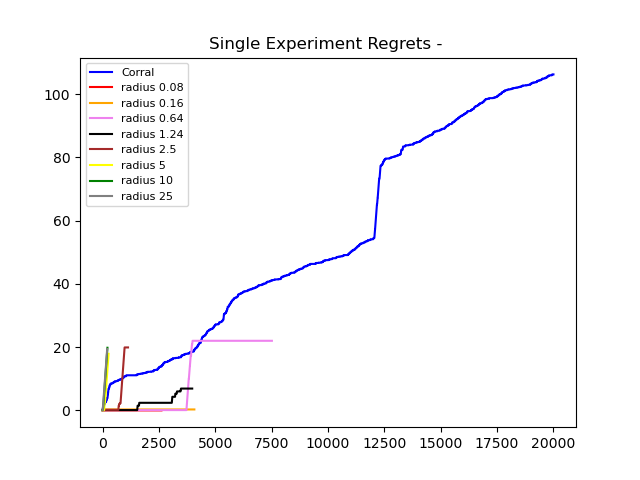 Single Experiment Regrets -
Corral
radius 0.08
radius 0.16
radius 0.64
radius 1.24
radius 2.5
radius 5
radius 10
radius 25
100
80
60
40
20
0
0 2500 5000 7500 10000 12500 15000 17500 20000